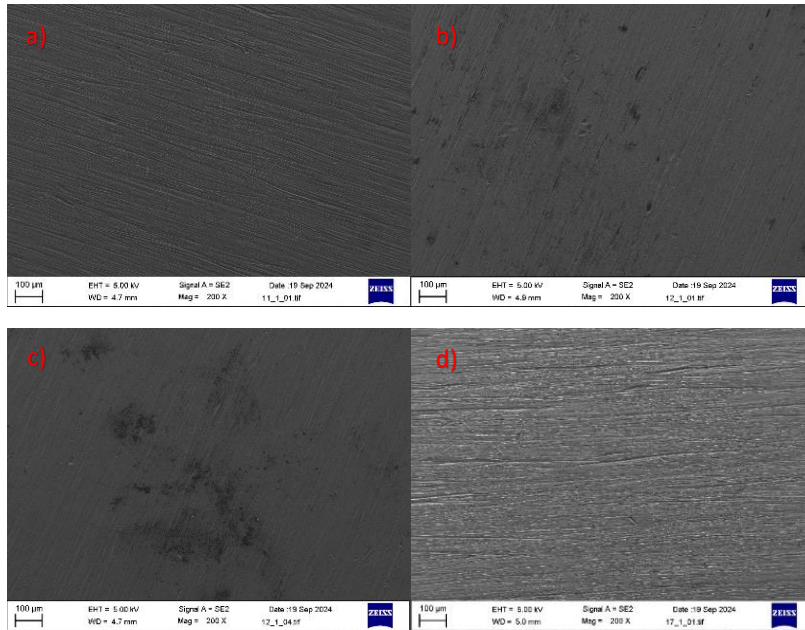 a)
b)
100 µm EHT = 5.00 kV Signal A = SE2 Date :19 Sep 2024 ZEISS
WD = 4.7 mm Mag = 200 X 11_1_01.tif
100 µm EHT = 5.00 kV Signal A = SE2 Date :19 Sep 2024 ZEISS
WD = 4.9 mm Mag = 200 X 12_1_01.tif
c)
d)
100 µm EHT = 5.00 kV Signal A = SE2 Date :19 Sep 2024 ZEISS
WD = 4.7 mm Mag = 200 X 12_1_04.tif
100 µm EHT = 5.00 kV Signal A = SE2 Date :19 Sep 2024 ZEISS
WD = 5.0 mm Mag = 200 X 17_1_01.tif